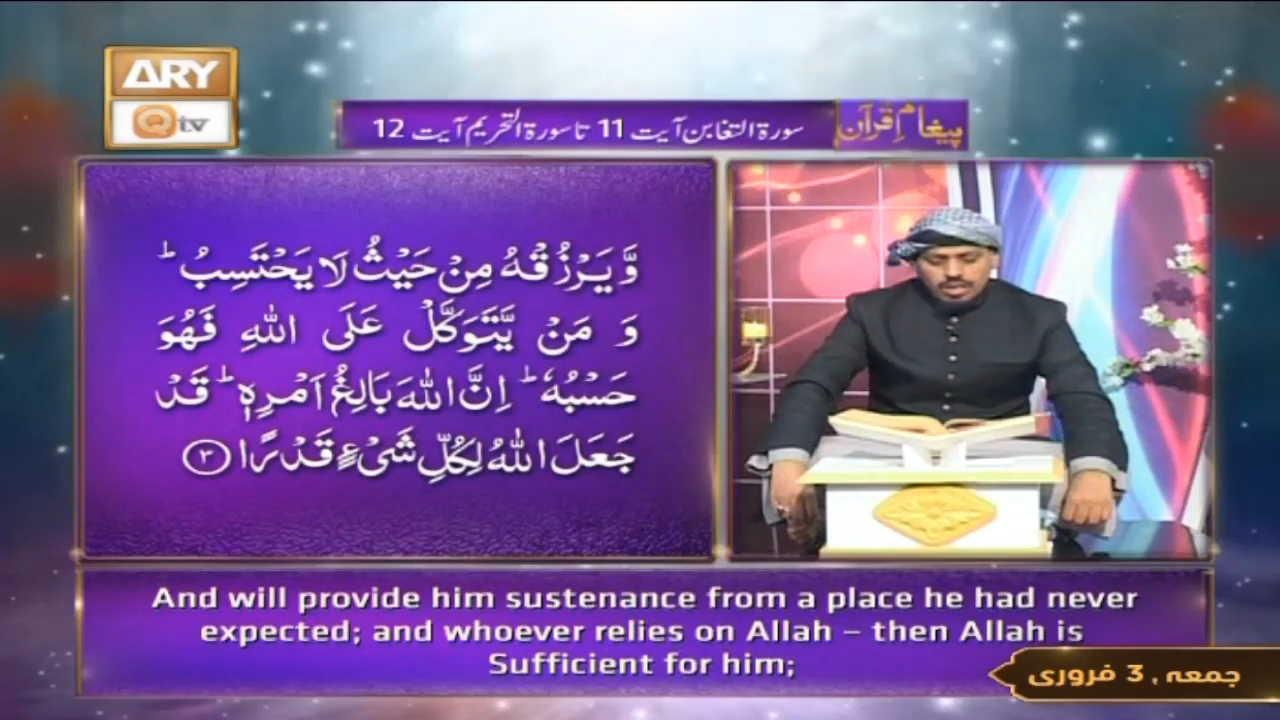 ARY
Qtv
پیغامِ قرآن
سورۃ التغابن آیت 11 تا سورۃ التحریم آیت 12
وَّ یَرْزُقْهُ مِنْ حَیْثُ لَا یَحْتَسِبُ ؕ
وَ مَنْ یَّتَوَكَّلْ عَلَى اللّٰهِ فَهُوَ
حَسْبُهٗ ؕ اِنَّ اللّٰهَ بَالِغُ اَمْرِهٖ ؕ قَدْ
جَعَلَ اللّٰهُ لِكُلِّ شَیْءٍ قَدْرًا ۳
And will provide him sustenance from a place he had never
expected; and whoever relies on Allah – then Allah is
Sufficient for him;
جمعہ , 3 فروری